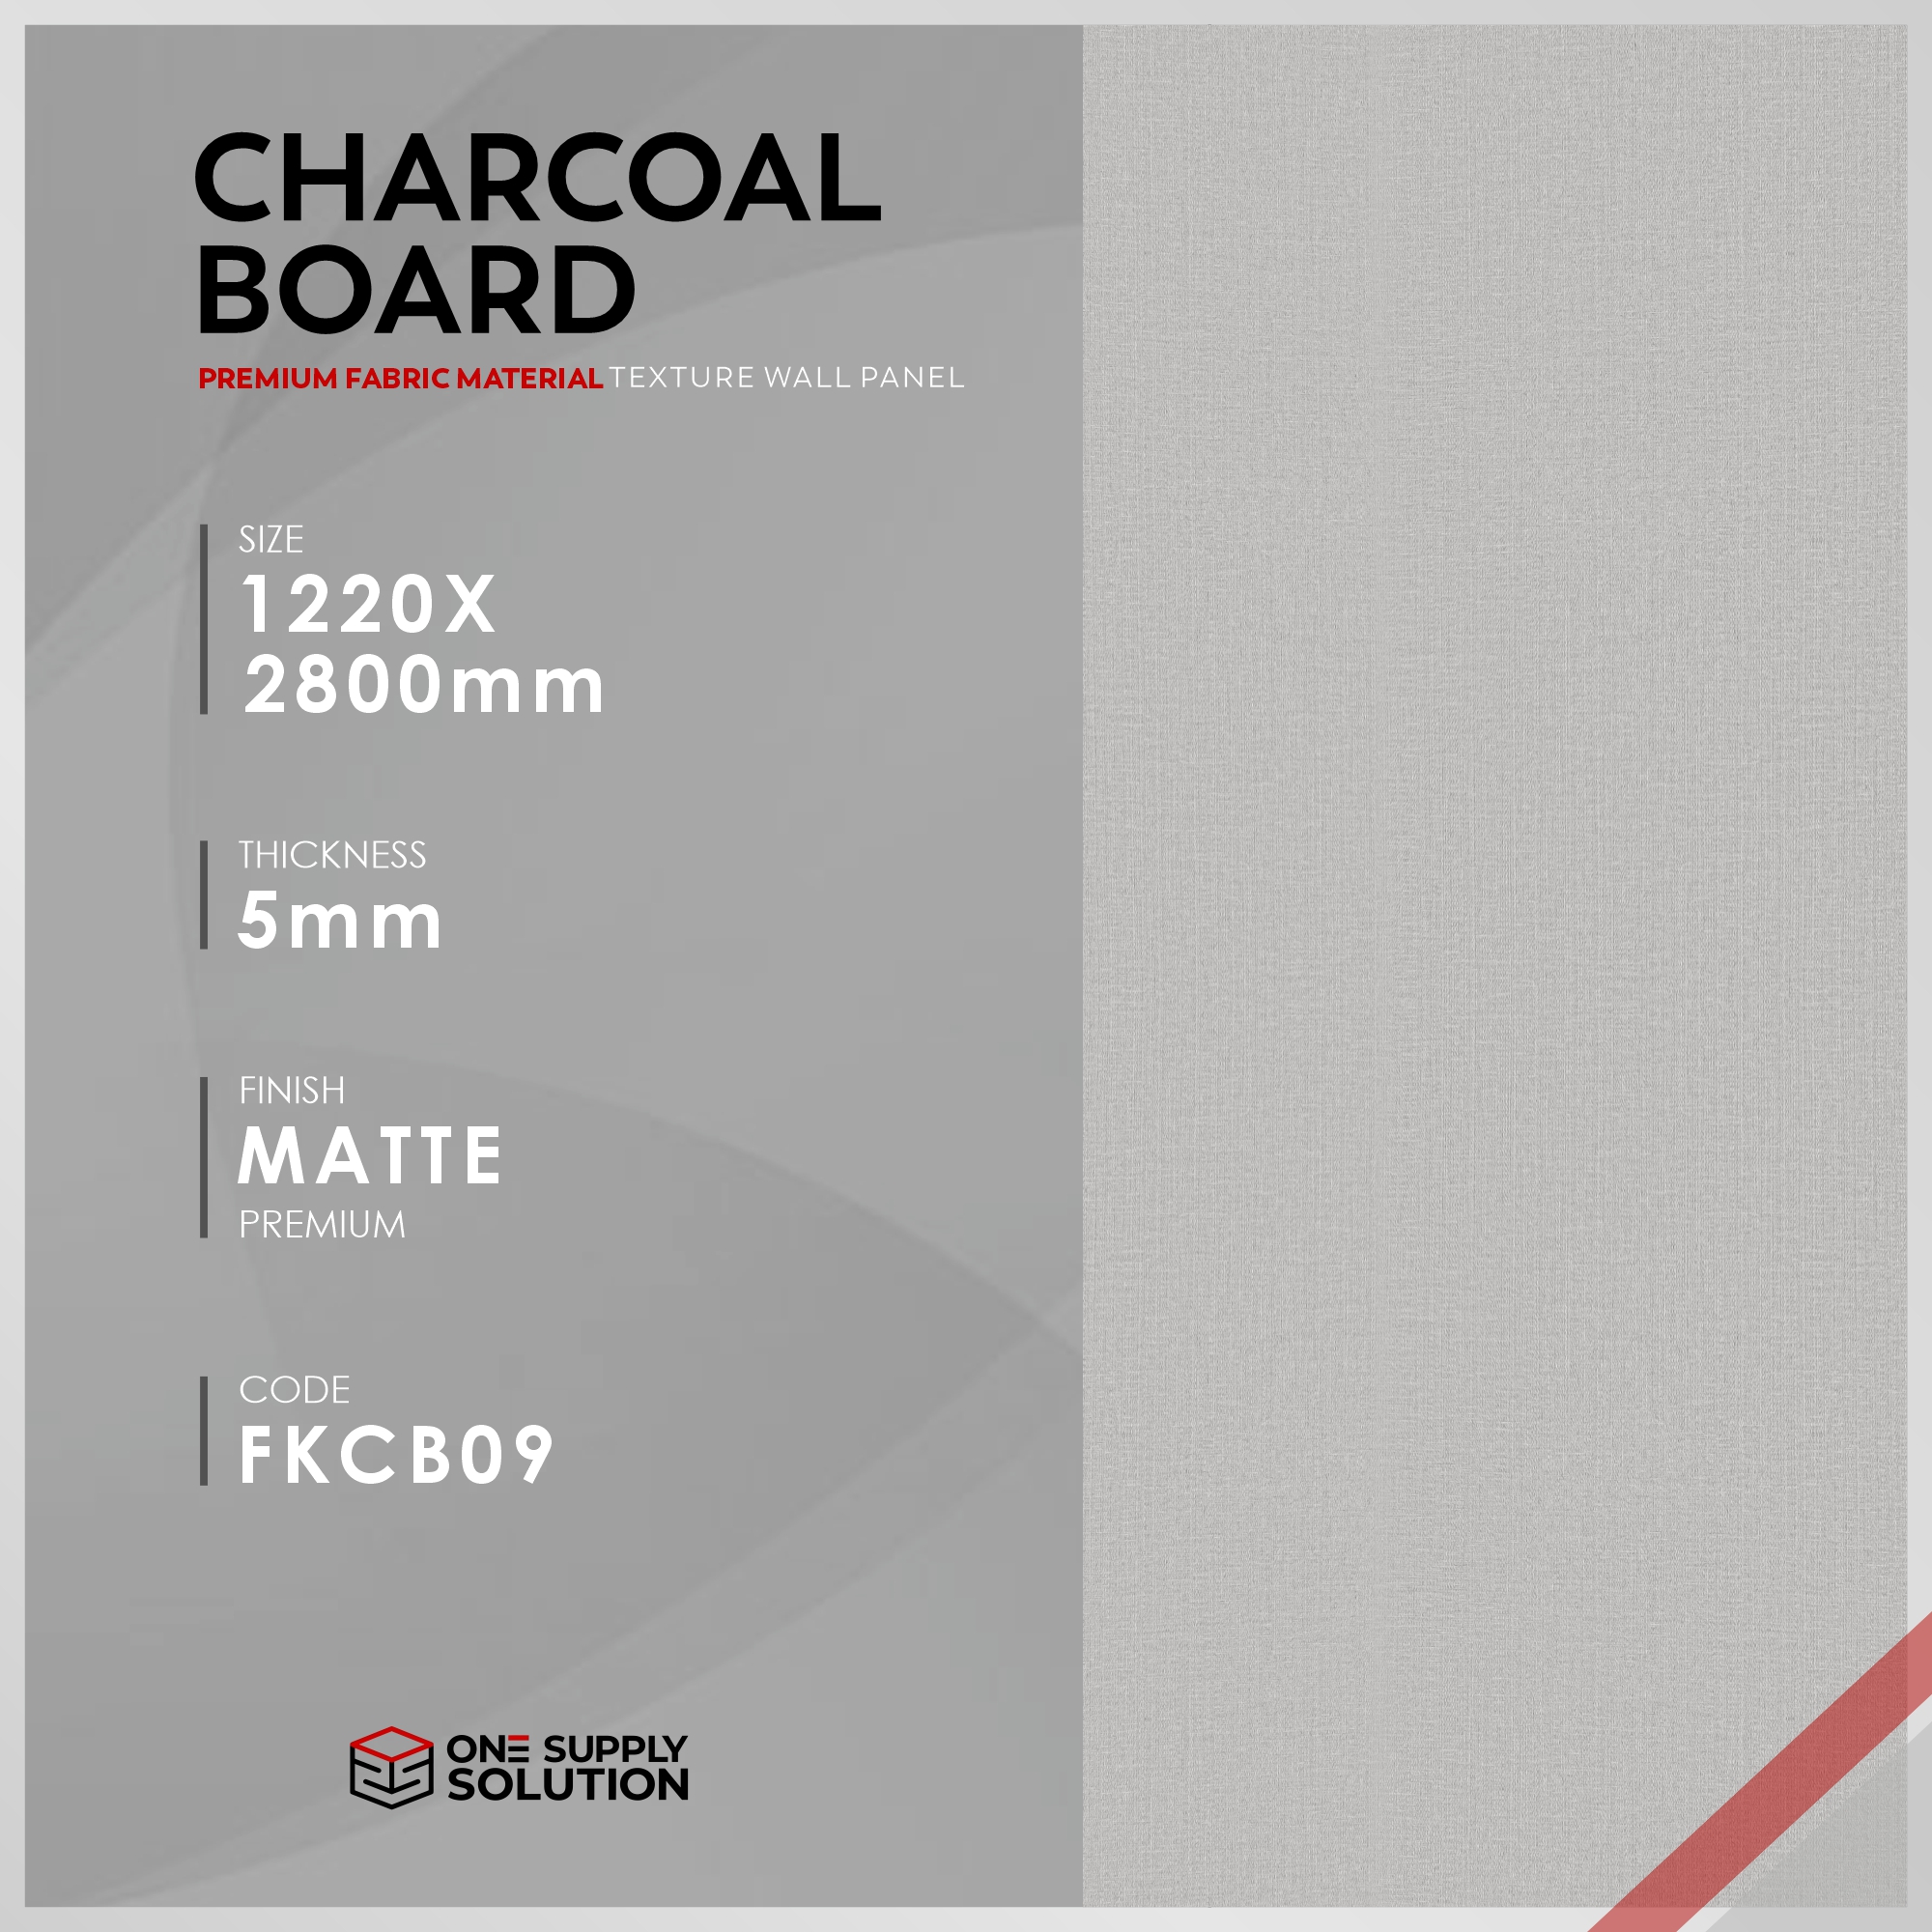 CHARCOAL
BOARD
PREMIUM FABRIC MATERIAL TEXTURE WALL PANEL
SIZE
1220X
2800mm
THICKNESS
5mm
FINISH
MATTE
PREMIUM
CODE
FKCB09
ONE SUPPLY
SOLUTION